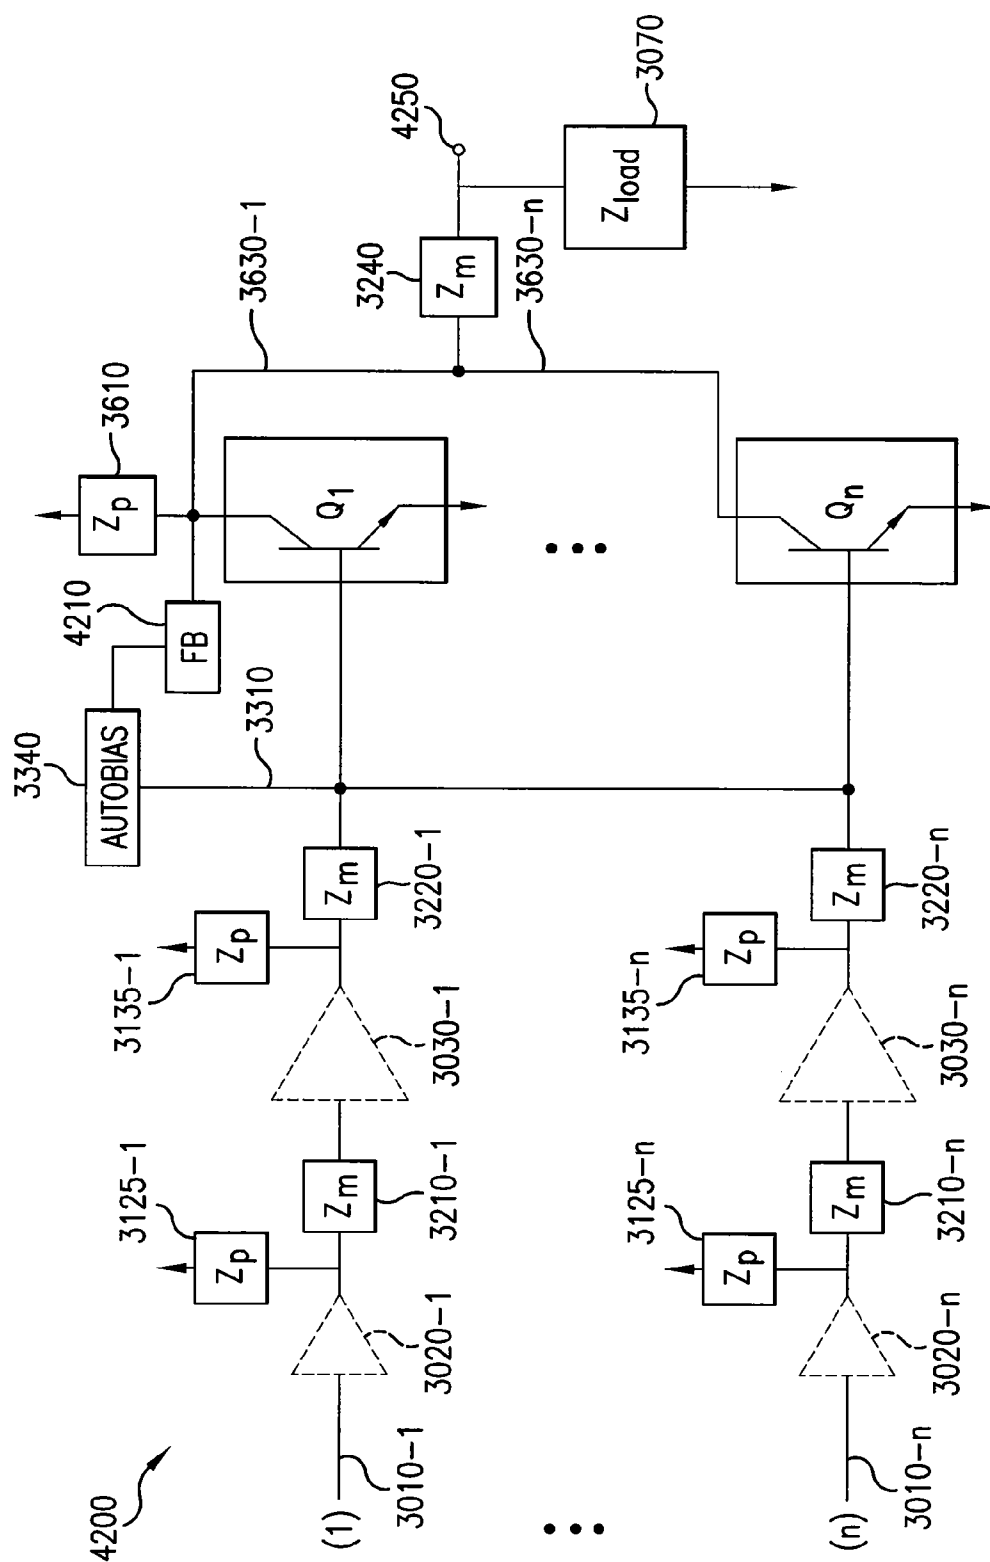 4200
(1)
3010-1
3020-1
3125-1
Zp
3210-1
Zm
3030-1
3135-1
Zp
3220-1
Zm
3340
AUTOBIAS
3310
4210
FB
3610
Zp
Q1
3630-1
3240
Zm
3630-n
4250
Zload
3070
(n)
3010-n
3020-n
3125-n
Zp
3210-n
Zm
3030-n
3135-n
Zp
3220-n
Zm
Qn